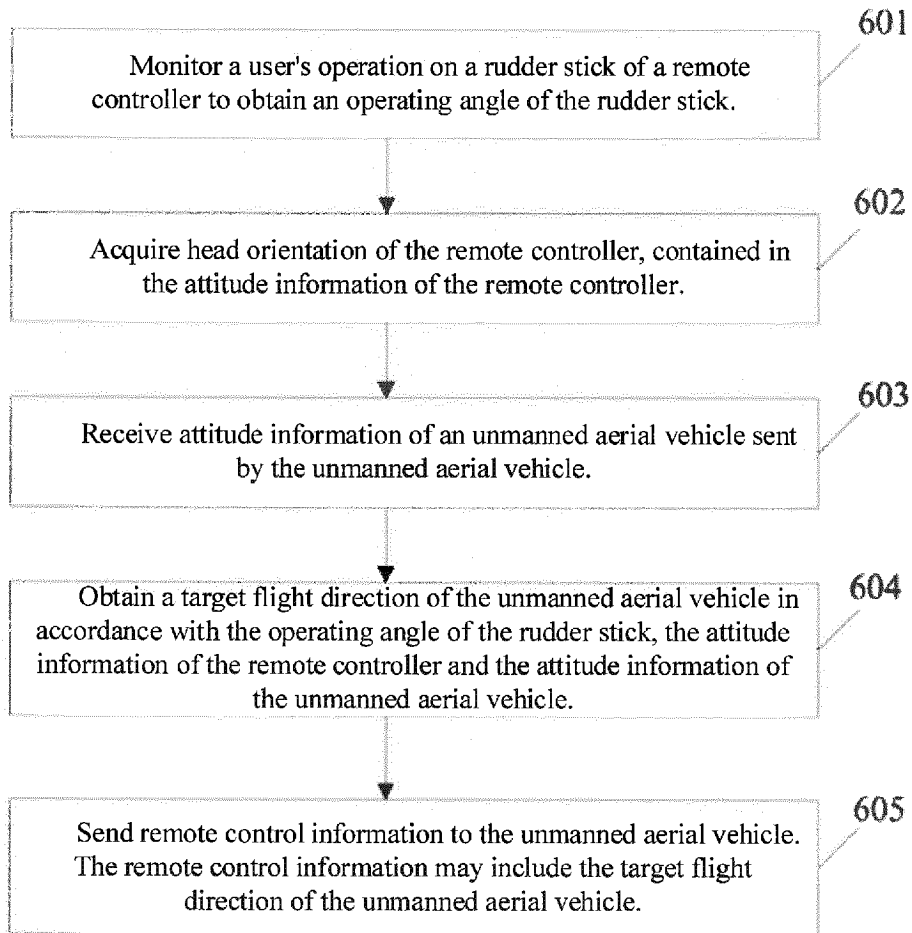 601
Monitor a user's operation on a rudder stick of a remote
controller to obtain an operating angle of the rudder stick.
602
Acquire head orientation of the remote controller, contained in
the attitude information of the remote controller.
603
Receive attitude information of an unmanned aerial vehicle sent
by the unmanned aerial vehicle.
604
Obtain a target flight direction of the unmanned aerial vehicle in
accordance with the operating angle of the rudder stick, the attitude
information of the remote controller and the attitude information of
the unmanned aerial vehicle.
605
Send remote control information to the unmanned aerial vehicle.
The remote control information may include the target flight
direction of the unmanned aerial vehicle.